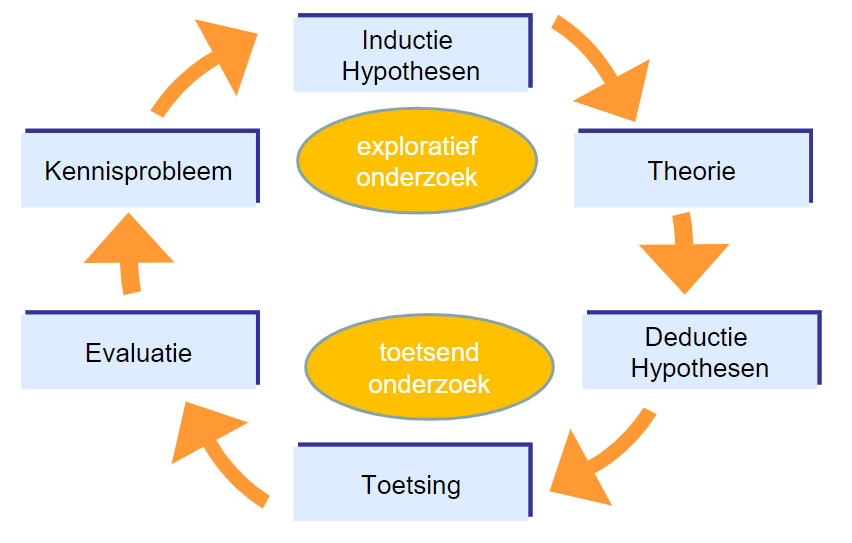 Inductie
Hypothesen
exploratief
onderzoek
Kennisprobleem
Theorie
Evaluatie
toetsend
onderzoek
Deductie
Hypothesen
Toetsing